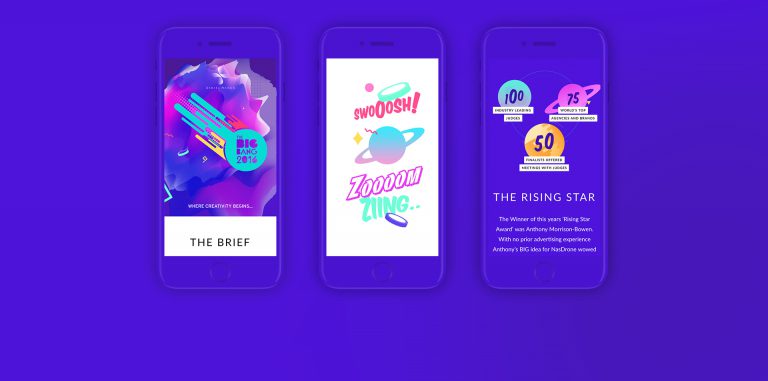 THE
BIG
BANG
2016
WHERE CREATIVITY BEGINS...
THE BRIEF
SWOOOSH!
ZOOOOM
ZIING..
100
INDUSTRY LEADING
JUDGES
75
WORLD'S TOP
AGENCIES AND BRANDS
50
FINALISTS OFFERED
MEETINGS WITH JUDGES
THE RISING STAR
The Winner of this years 'Rising Star
Award' was Anthony Morrison-Bowen.
With no prior advertising experience
Anthony's BIG idea for NasDrone wowed